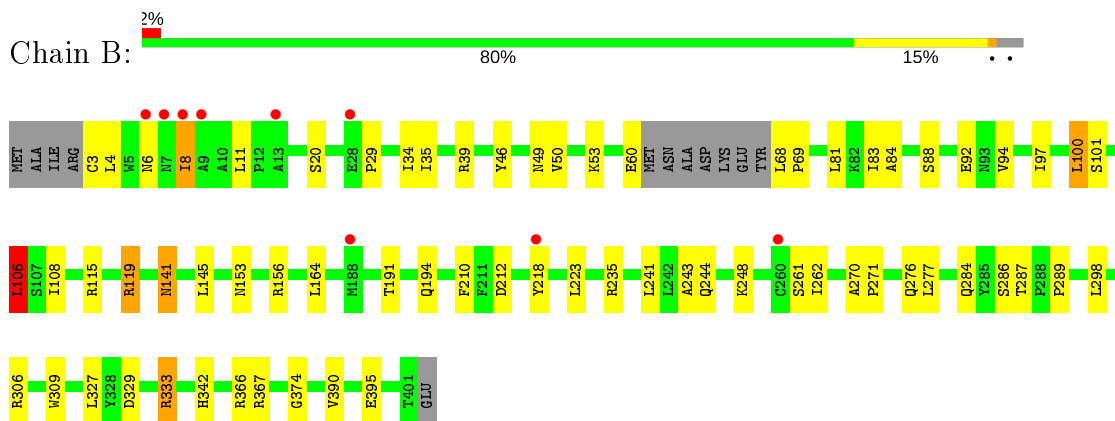 2%
Chain B:
80% 15% • •
MET ALA ILE ARG C3 L4 W5 N6 N7 I8 A9 A10 L11 P12 A13 S20 E28 P29 I34 I35 R39 Y46 N49 V50 K53 E60 MET ASN ALA ASP LYS GLU TYR L68 P69 L81 K82 I83 A84 S88 E92 N93 V94 I97 L100 S101
L106 S107 I108 R115 R119 N141 L145 N153 R156 L164 M188 T191 Q194 F210 F211 D212 Y218 L223 R235 L241 L242 A243 Q244 K248 C260 S261 I262 A270 P271 Q276 L277 Q284 Y285 S286 T287 P288 P289 L298
R306 W309 L327 Y328 D329 R333 H342 R366 R367 G374 V390 E395 T401 GLU